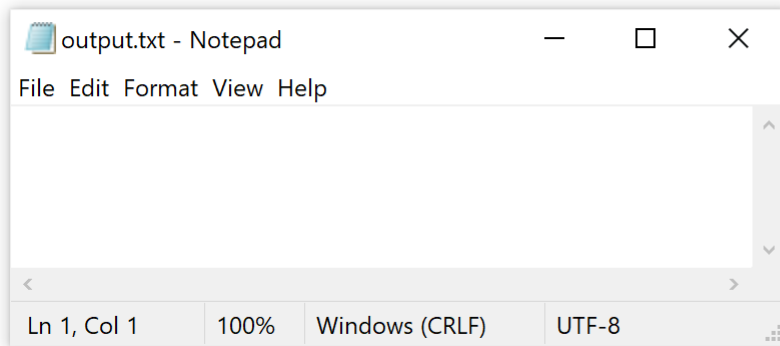 output.txt - Notepad
File Edit Format View Help
Ln 1, Col 1 100% Windows (CRLF) UTF-8